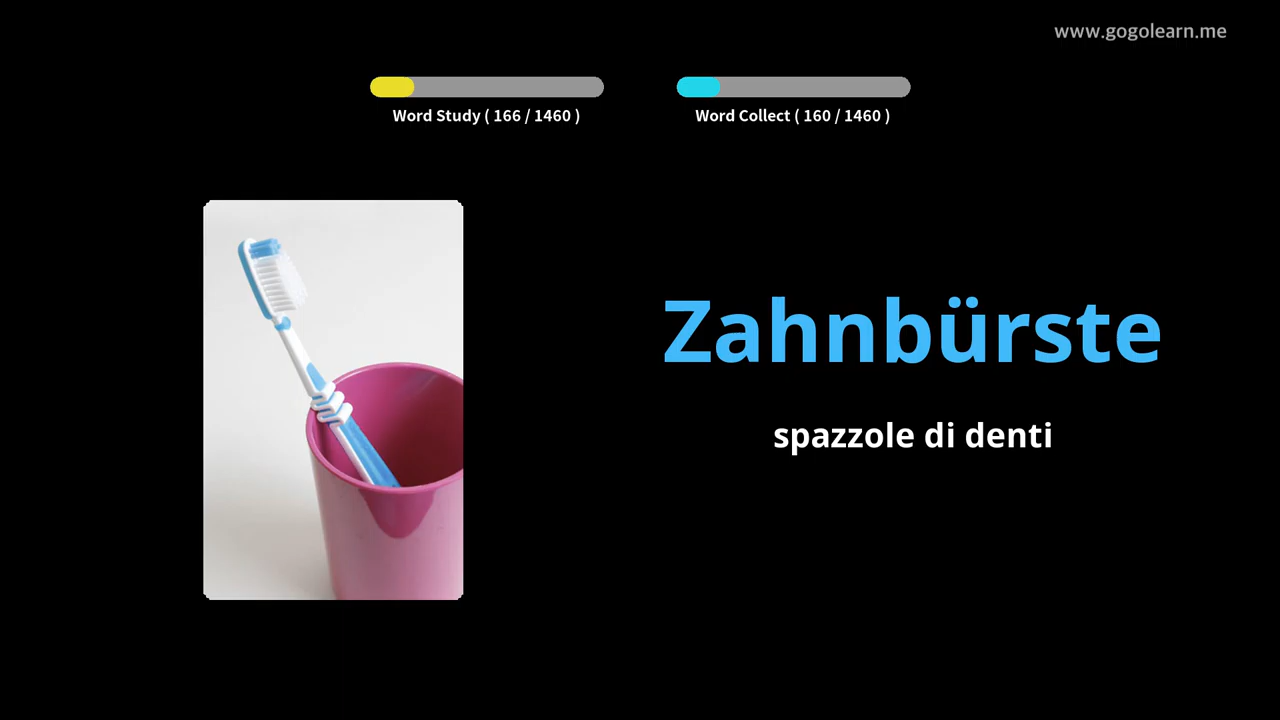 www.gogolearn.me
Word Study ( 166 / 1460 )
Word Collect ( 160 / 1460 )
Zahnbürste
spazzole di denti